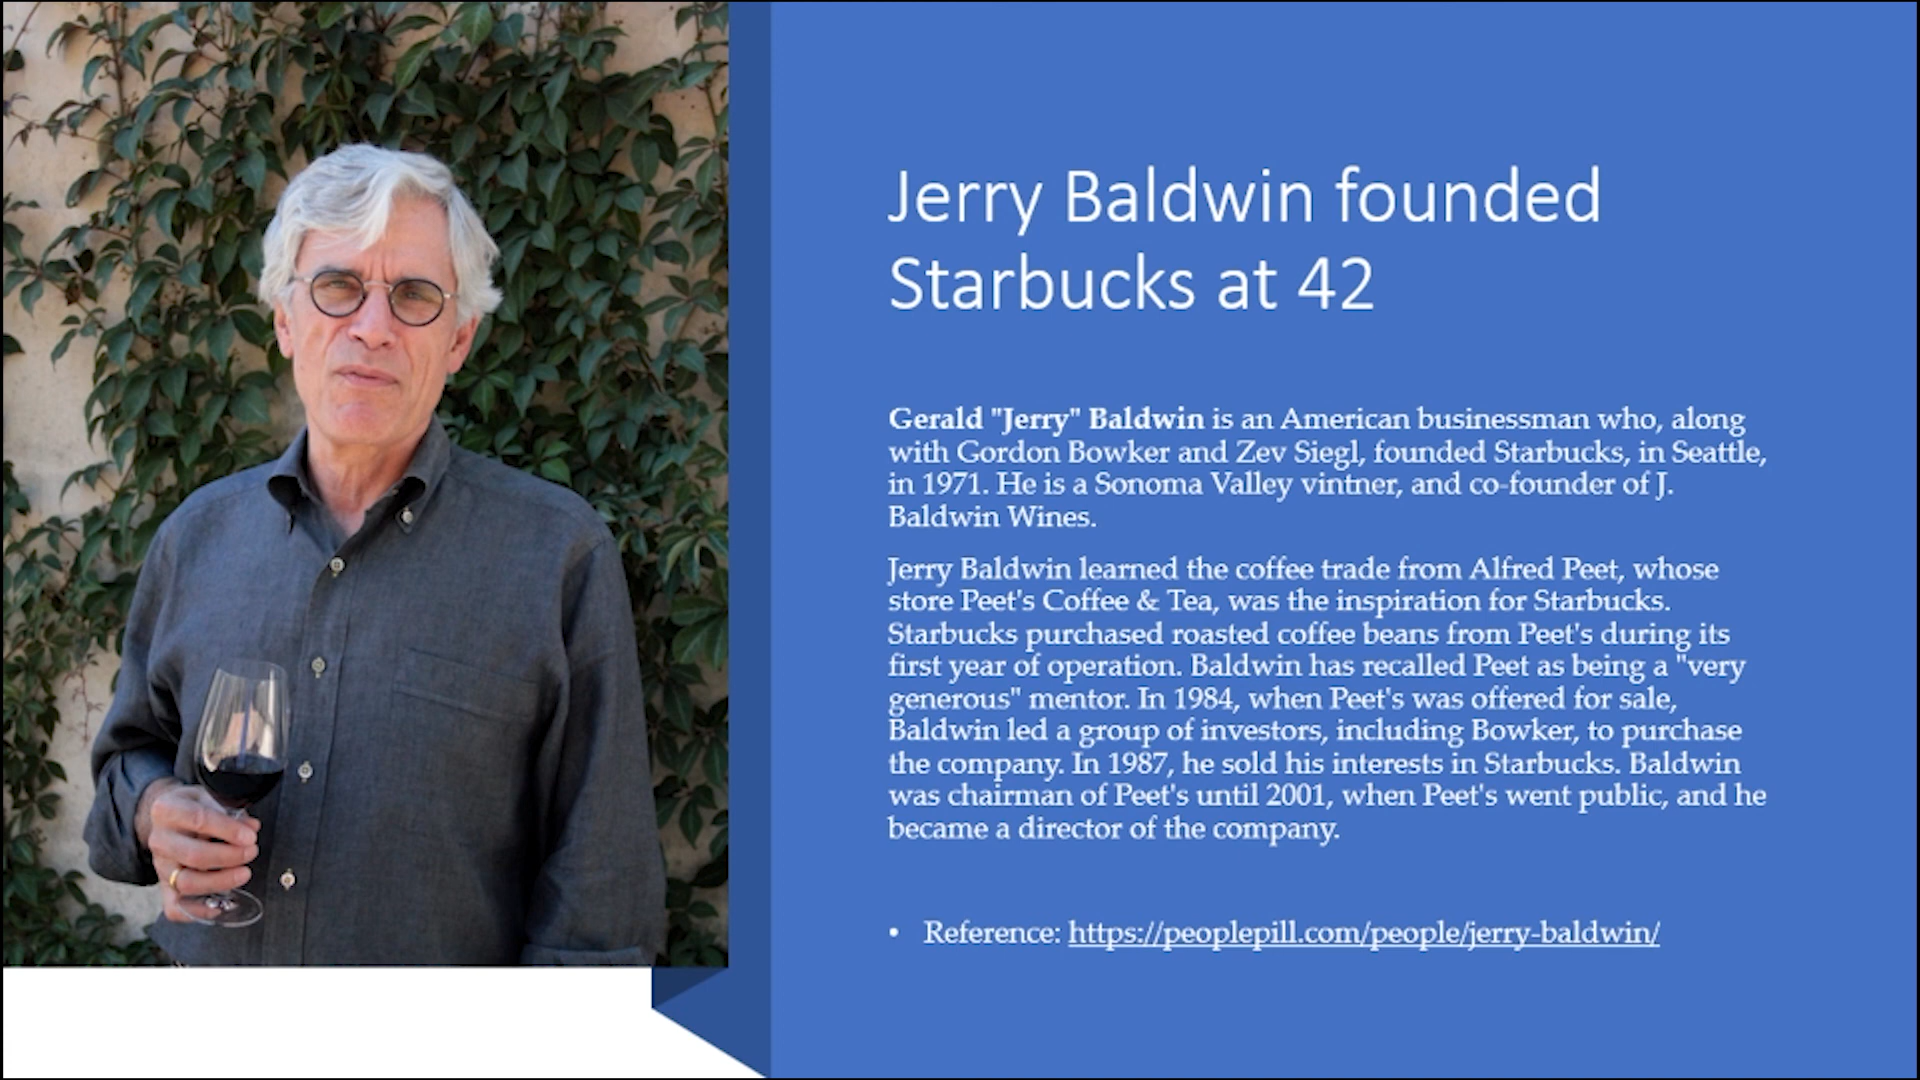 Jerry Baldwin founded
Starbucks at 42
Gerald "Jerry" Baldwin is an American businessman who, along
with Gordon Bowker and Zev Siegl, founded Starbucks, in Seattle,
in 1971. He is a Sonoma Valley vintner, and co-founder of J.
Baldwin Wines.
Jerry Baldwin learned the coffee trade from Alfred Peet, whose
store Peet's Coffee & Tea, was the inspiration for Starbucks.
Starbucks purchased roasted coffee beans from Peet's during its
first year of operation. Baldwin has recalled Peet as being a "very
generous" mentor. In 1984, when Peet's was offered for sale,
Baldwin led a group of investors, including Bowker, to purchase
the company. In 1987, he sold his interests in Starbucks. Baldwin
was chairman of Peet's until 2001, when Peet's went public, and he
became a director of the company.
• Reference: https://peoplepill.com/people/jerry-baldwin/